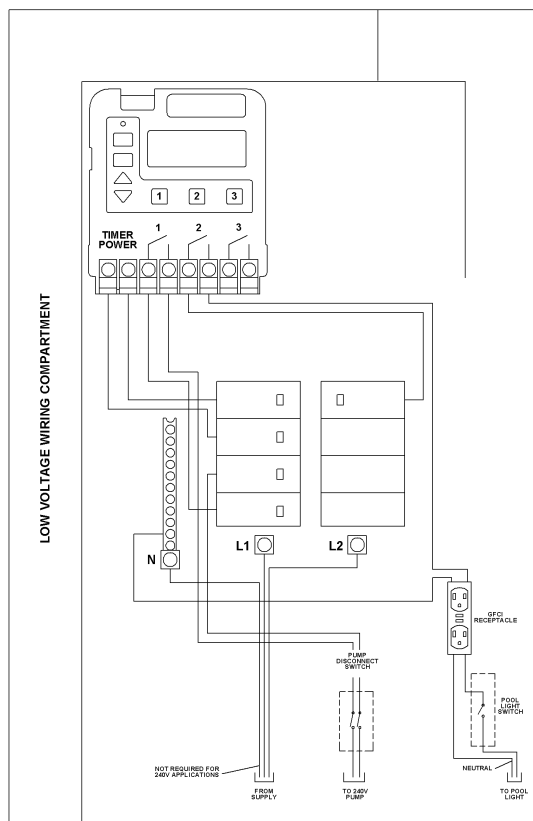 1
2
3
TIMER
POWER
1
2
3
LOW VOLTAGE WIRING COMPARTMENT
N
L1
L2
GFCI
RECEPTACLE
PUMP
DISCONNECT
SWITCH
POOL
LIGHT
SWITCH
NOT REQUIRED FOR
240V APPLICATIONS
NEUTRAL
FROM
SUPPLY
TO 240V
PUMP
TO POOL
LIGHT